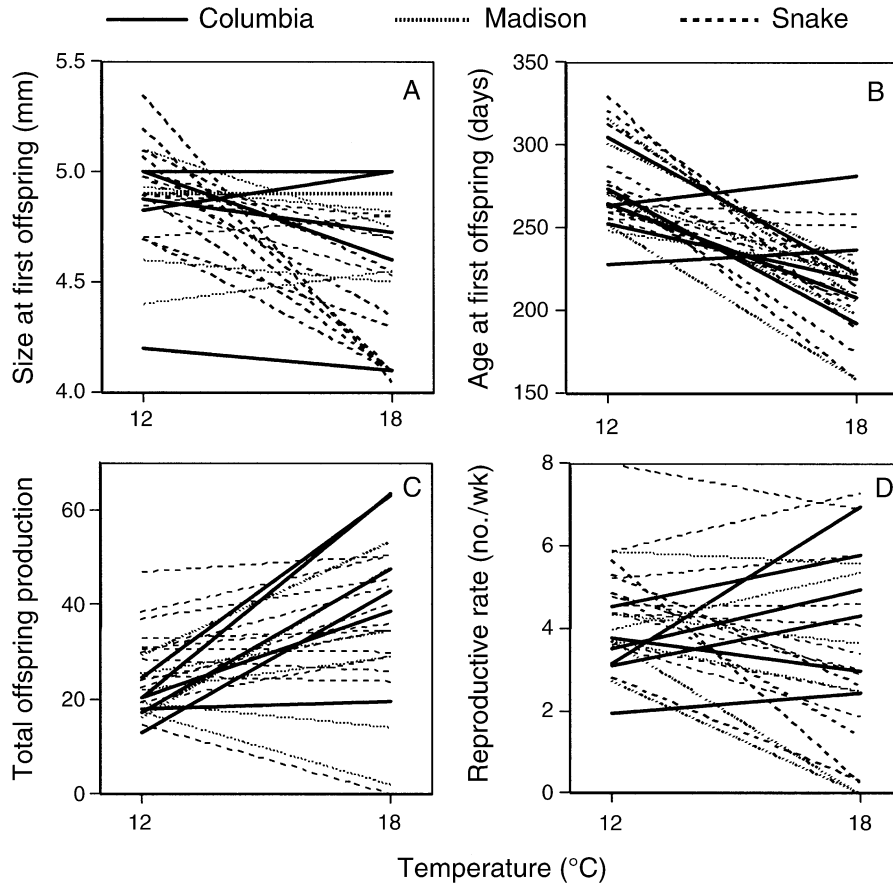 Columbia Madison Snake
A
Size at first offspring (mm)
5.5
5.0
4.5
4.0
12 18
B
Age at first offspring (days)
350
300
250
200
150
12 18
C
Total offspring production
60
40
20
0
12 18
D
Reproductive rate (no./wk)
8
6
4
2
0
12 18
Temperature (°C)